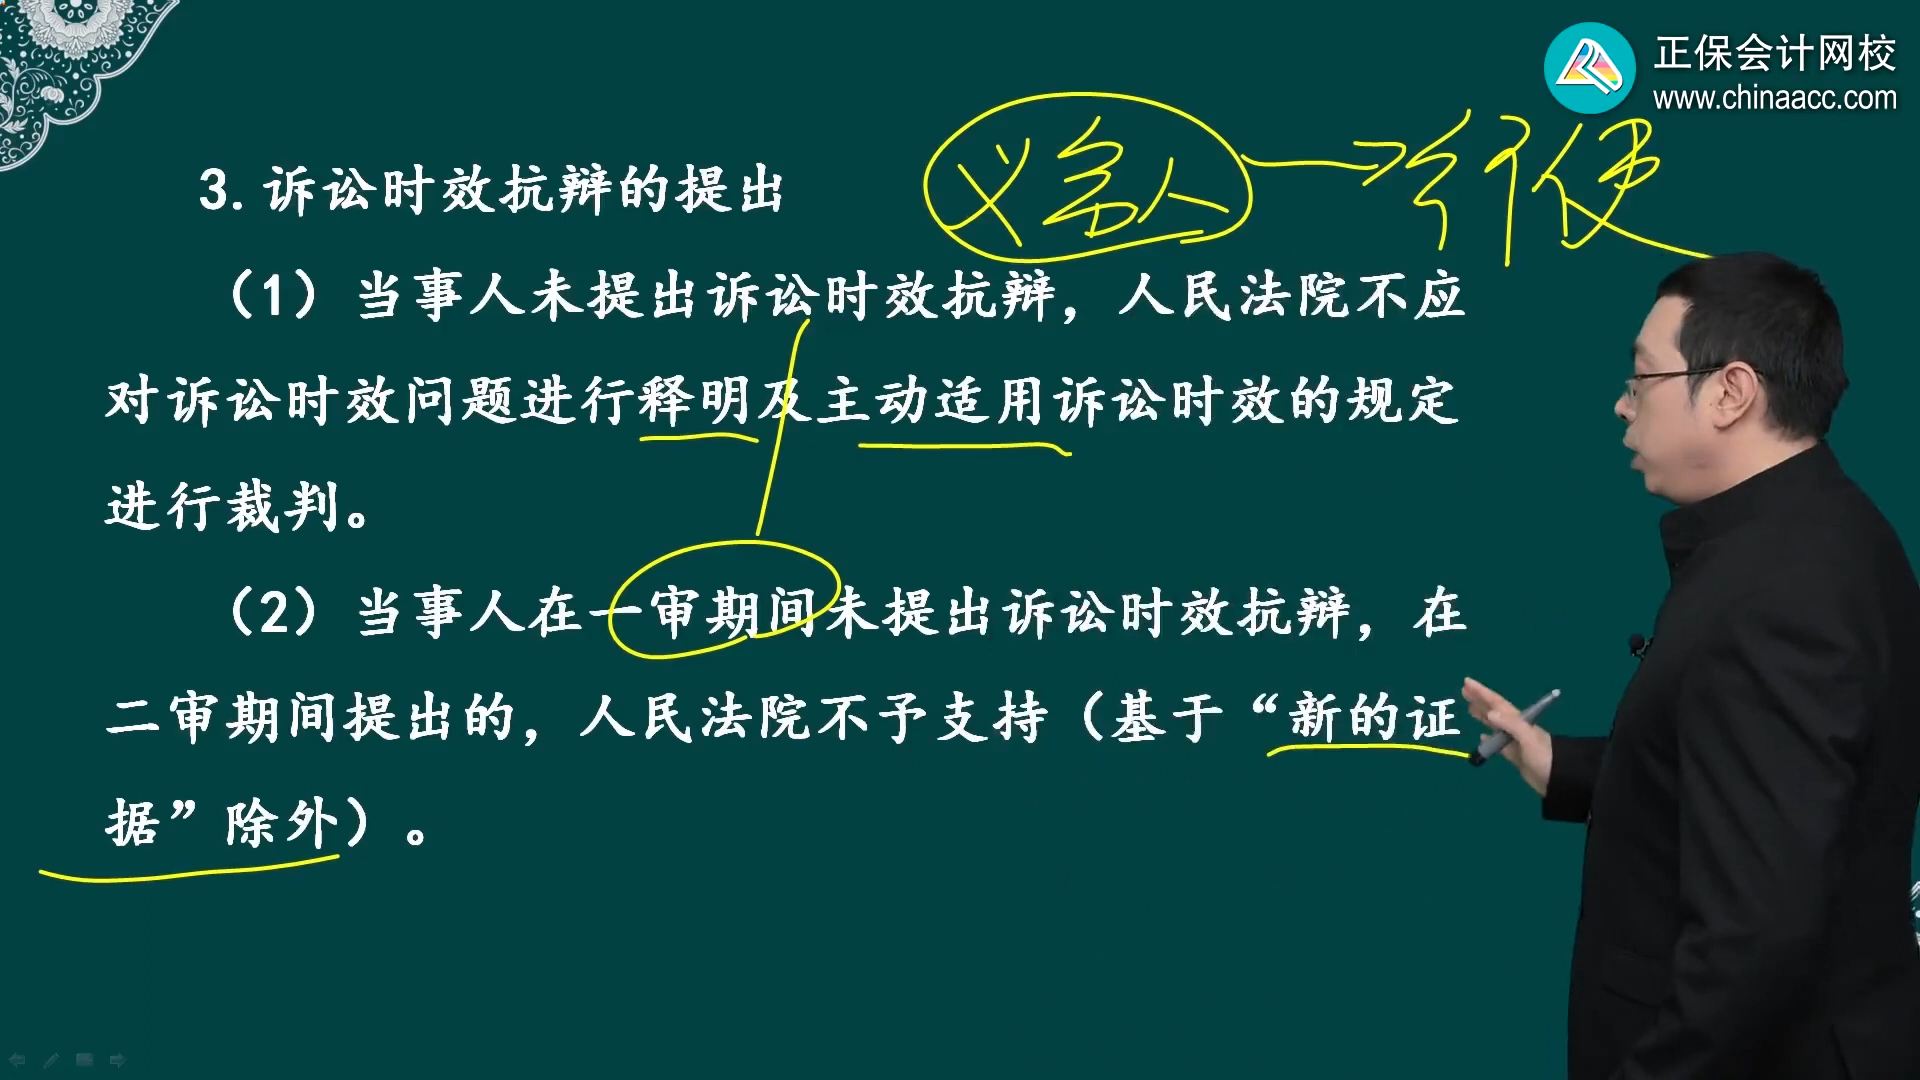 正保会计网校
www.chinaacc.com
义务人 → 行使
3.诉讼时效抗辩的提出
（1）当事人未提出诉讼时效抗辩，人民法院不应
对诉讼时效问题进行释明及主动适用诉讼时效的规定
进行裁判。
（2）当事人在一审期间未提出诉讼时效抗辩，在
二审期间提出的，人民法院不予支持（基于“新的证
据”除外）。